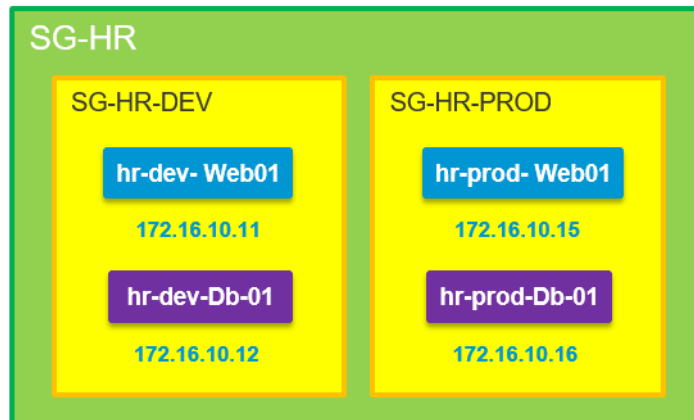 SG-HR
SG-HR-DEV
hr-dev- Web01
172.16.10.11
hr-dev-Db-01
172.16.10.12
SG-HR-PROD
hr-prod- Web01
172.16.10.15
hr-prod-Db-01
172.16.10.16